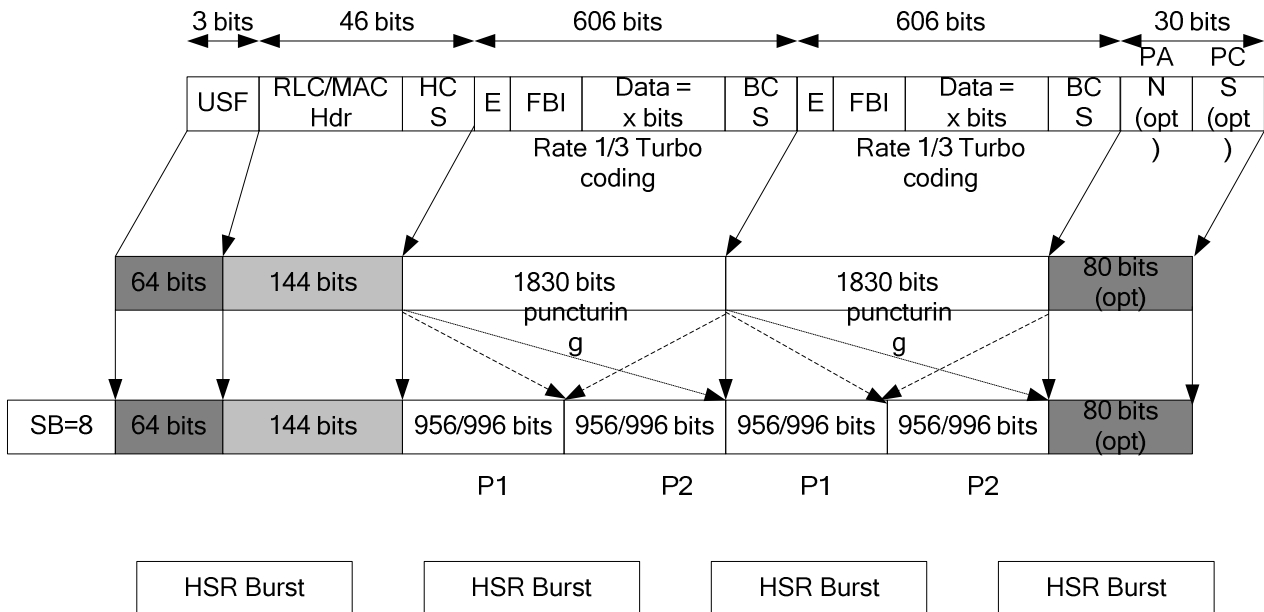 3 bits 46 bits 606 bits 606 bits 30 bits
USF
RLC/MAC
Hdr
HC
S
E
FBI
Data =
x bits
BC
S
E
FBI
Data =
x bits
BC
S
PA
N
(opt
)
PC
S
(opt
)
Rate 1/3 Turbo
coding
Rate 1/3 Turbo
coding
64 bits
144 bits
1830 bits
puncturin
g
1830 bits
puncturin
g
80 bits
(opt)
SB=8
64 bits
144 bits
956/996 bits
956/996 bits
956/996 bits
956/996 bits
80 bits
(opt)
P1 P2 P1 P2
HSR Burst HSR Burst HSR Burst HSR Burst